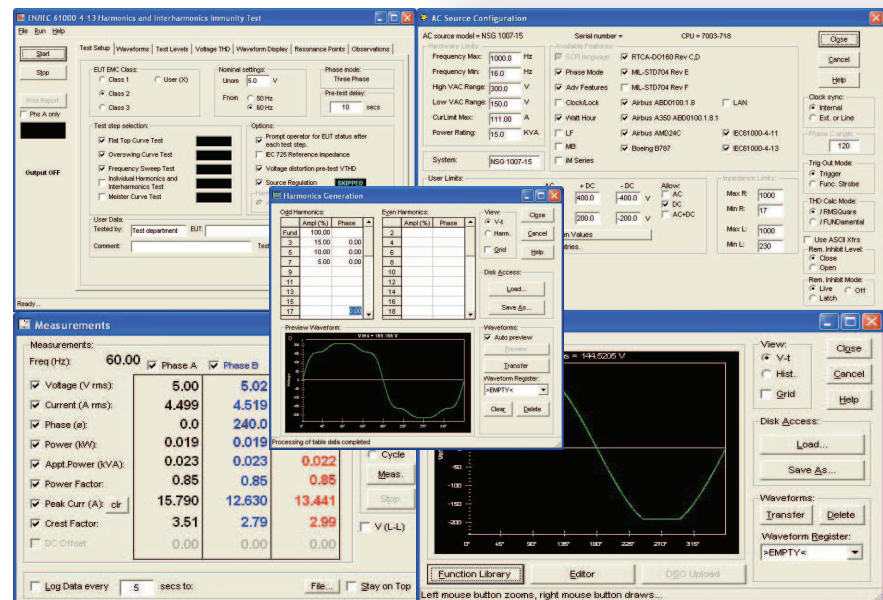 EN/IEC 61000-4-13 Harmonics and Interharmonics Immunity Test
File Run Help
Start
Stop
Print Report
Phs A only
Output OFF
Ready...
Test Setup Waveforms Test Levels Voltage THD Waveform Display Resonance Points Observations
EUT EMC Class:
Class 1
User (X)
Class 2
Class 3
Nominal settings:
Unom 5.0 V
Fnom 50 Hz
60 Hz
Phase mode:
Three Phase
Pre-test delay:
10 secs
Test step selection:
Flat Top Curve Test
Overswing Curve Test
Frequency Sweep Test
Individual Harmonics and
Interharmonics Test
Meister Curve Test
Options:
Prompt operator for EUT status after
each test step.
IEC 725 Reference Impedance
Voltage distortion pre-test VTHD
Source Regulation SKIPPED
User Data:
Tested by: Test department EUT:
Comment:
AC Source Configuration
AC source model = NSG 1007-15 Serial number = CPU = 7003-718
Hardware Limits
Frequency Max: 1000.0 Hz
Frequency Min: 16.0 Hz
High VAC Range: 300.0 V
Low VAC Range: 150.0 V
CurLimit Max: 111.00 A
Power Rating: 15.0 KVA
System: NSG 1007-15
Available Features:
SCPI language
Phase Mode
Adv Features
Clock/Lock
Watt Hour
LF
MB
iM Series
RTCA-DO160 Rev C,D
MIL-STD704 Rev E
MIL-STD704 Rev F
Airbus ABD0100.1.8
Airbus A350 ABD0100.1.8.1
Airbus AMD24C
Boeing B787
LAN
IEC61000-4-11
IEC61000-4-13
User Limits:
AC + DC - DC
400.0 -400.0 V
200.0 -200.0 V
Allow:
AC
DC
AC+DC
Values
Impedance Limits:
Max R: 1000
Min R: 17
Max L: 1000
Min L: 230
Close
Cancel
Help
Clock sync:
Internal
Ext. or Line
Phase C angle
120
Trig Out Mode:
Trigger
Func. Strobe
THD Calc Mode:
/ RMSQuare
/ FUNDamental
Use ASCII Xfrs
Rem. Inhibit Level:
Close
Open
Rem. Inhibit Mode:
Live Off
Latch
Harmonics Generation
Odd Harmonics:
Ampl (%) Phase
Fund 100.00
3 15.00 0.00
5 10.00 0.00
7 5.00 0.00
9
11
13
15
17 0.00
Even Harmonics:
Ampl (%) Phase
2
4
6
8
10
12
14
16
18
View:
V-t
Harm.
Grid
Close
Cancel
Help
Disk Access:
Load...
Save As...
Preview Waveform:
Waveforms:
Auto preview
Preview
Transfer
Waveform Register:
>EMPTY<
Clear Delete
Processing of table data completed
Measurements
Measurements:
Freq (Hz): 60.00 Phase A Phase B
Voltage (V rms): 5.00 5.02
Current (A rms): 4.499 4.519
Phase (ø): 0.0 240.0
Power (KW): 0.019 0.019
Appt.Power (kVA): 0.023 0.023 0.022
Power Factor: 0.85 0.85 0.85
Peak Curr (A): clr 15.790 12.630 13.441
Crest Factor: 3.51 2.79 2.99
DC Offset 0.00 0.00 0.00
Cycle
Meas.
Stop
V (L-L)
Log Data every 5 secs to: File... Stay on Top
= 144.5205 V
-50
-100
-150
-200
0° 45° 90° 135° 180° 225° 270° 315°
Function Library Editor DSO Upload
Left mouse button zooms, right mouse button draws...
View:
V-t
Hist.
Grid
Close
Cancel
Help
Disk Access:
Load...
Save As...
Waveforms:
Transfer Delete
Waveform Register:
>EMPTY<